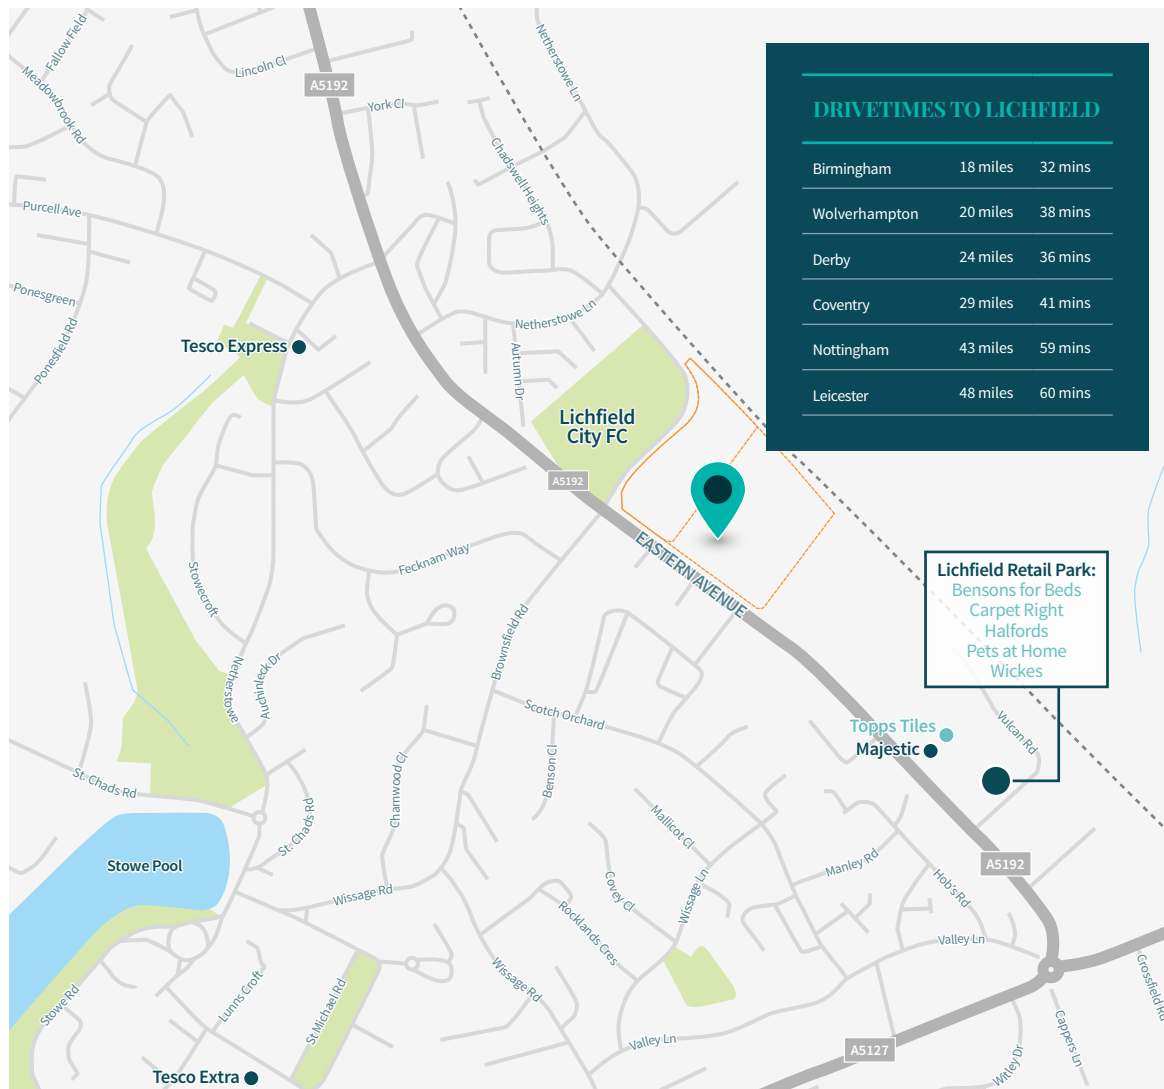 Fallow Field
Meadowbrook Rd
Lincoln Cl
A5192
York Cl
Netherstowe Ln
Chadswell Heights
DRIVETIMES TO LICHFIELD
Birmingham 18 miles 32 mins
Wolverhampton 20 miles 38 mins
Derby 24 miles 36 mins
Coventry 29 miles 41 mins
Nottingham 43 miles 59 mins
Leicester 48 miles 60 mins
Purcell Ave
Ponesgreen
Ponesfield Rd
Tesco Express
Netherstowe Ln
Autumn Dr
Lichfield
City FC
A5192
EASTERN AVENUE
Fecknam Way
Stowecroft
Netherstowe
Auchinleck Dr
Brownsfield Rd
Scotch Orchard
Benson Cl
Charnwood Cl
Lichfield Retail Park:
Bensons for Beds
Carpet Right
Halfords
Pets at Home
Wickes
Topps Tiles
Majestic
Vulcan Rd
St. Chads Rd
St. Chads Rd
Stowe Pool
Mallicot Cl
Manley Rd
A5192
Hob's Rd
Wissage Rd
Covey Cl
Wissage Ln
Rocklands Cres
Valley Ln
Wissage Rd
Lunns Croft
St Michael Rd
Stowe Rd
Valley Ln
A5127
Crossfield Rd
Cappers Ln
Witley Dr
Tesco Extra